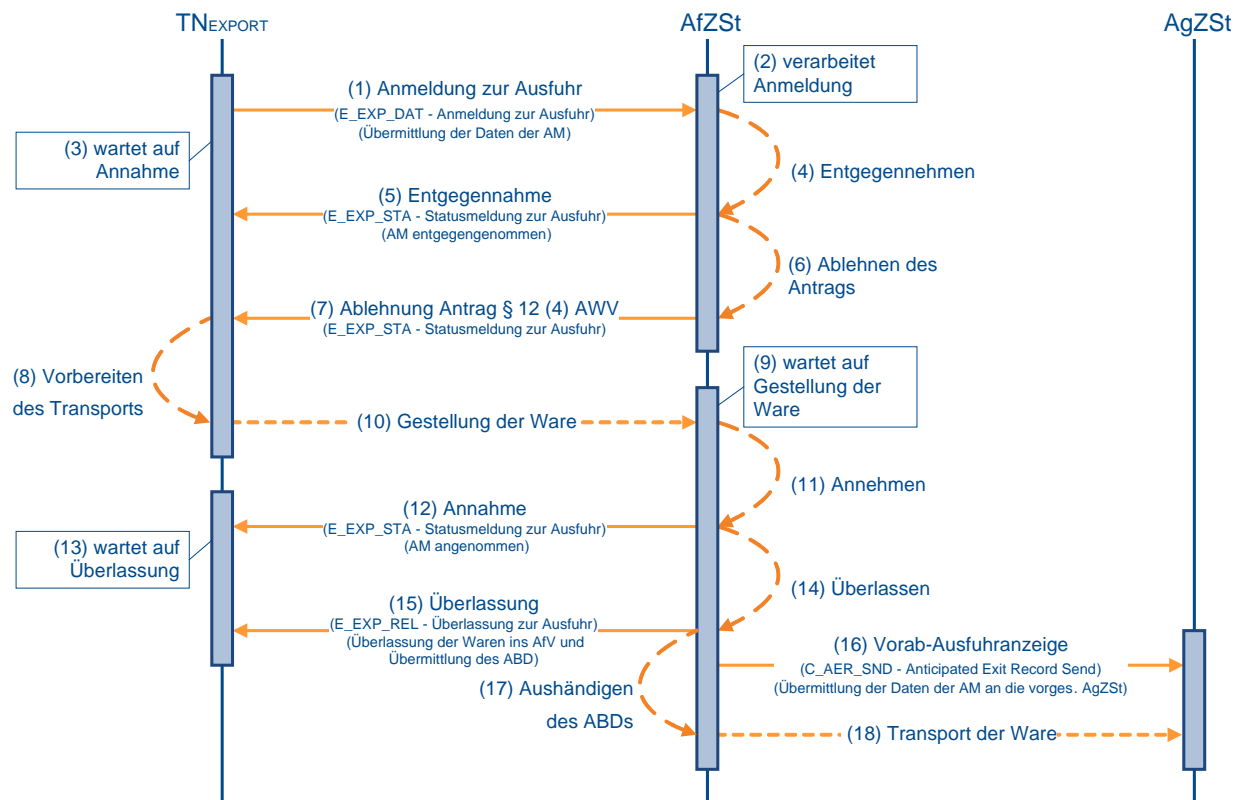 TNEXPORT
AfZSt
AgZSt
(1) Anmeldung zur Ausfuhr
(E_EXP_DAT - Anmeldung zur Ausfuhr)
(Übermittlung der Daten der AM)
(2) verarbeitet
Anmeldung
(3) wartet auf
Annahme
(4) Entgegennehmen
(5) Entgegennahme
(E_EXP_STA - Statusmeldung zur Ausfuhr)
(AM entgegengenommen)
(6) Ablehnen des
Antrags
(7) Ablehnung Antrag § 12 (4) AWV
(E_EXP_STA - Statusmeldung zur Ausfuhr)
(8) Vorbereiten
des Transports
(9) wartet auf
Gestellung der
Ware
(10) Gestellung der Ware
(11) Annehmen
(12) Annahme
(E_EXP_STA - Statusmeldung zur Ausfuhr)
(AM angenommen)
(13) wartet auf
Überlassung
(14) Überlassen
(15) Überlassung
(E_EXP_REL - Überlassung zur Ausfuhr)
(Überlassung der Waren ins AfV und
Übermittlung des ABD)
(16) Vorab-Ausfuhranzeige
(C_AER_SND - Anticipated Exit Record Send)
(Übermittlung der Daten der AM an die vorges. AgZSt)
(17) Aushändigen
des ABDs
(18) Transport der Ware